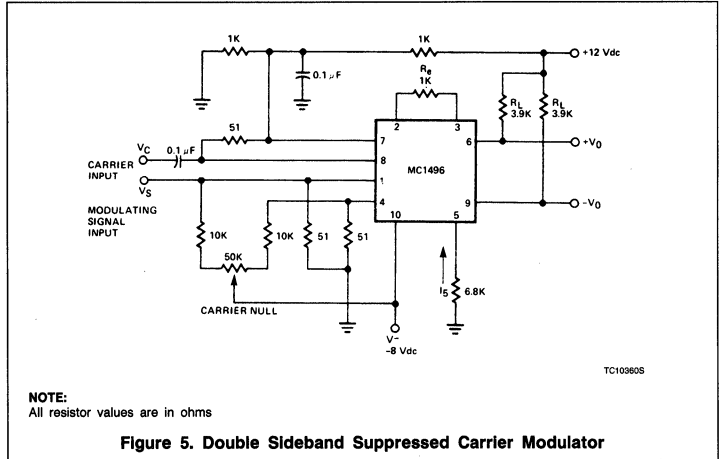 1K
1K
+12 Vdc
0.1 μF
Re
1K
RL
3.9K
RL
3.9K
2
3
51
VC
0.1 μF
7
6
+VO
CARRIER
INPUT
8
MC1496
VS
1
MODULATING
SIGNAL
INPUT
4
10
5
9
-VO
10K
10K
51
51
50K
I5
6.8K
CARRIER NULL
V-
-8 Vdc
TC10360S
NOTE:
All resistor values are in ohms
Figure 5. Double Sideband Suppressed Carrier Modulator